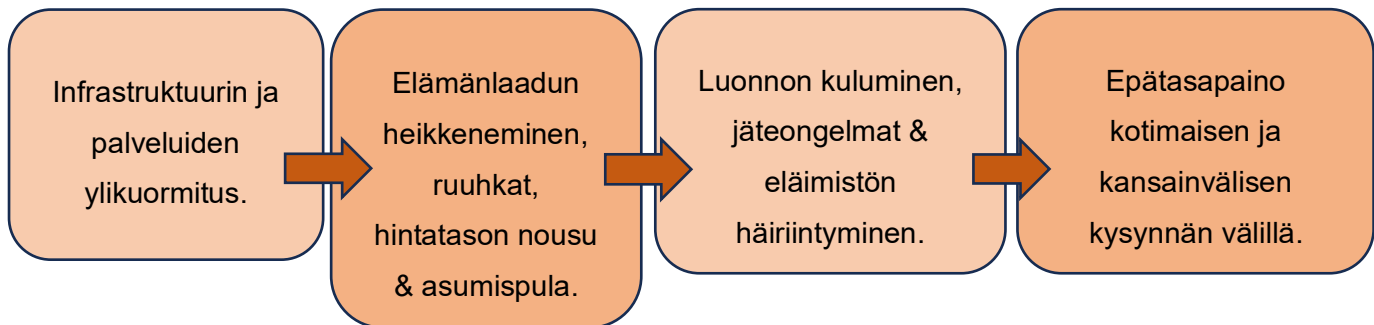 Infrastruktuurin ja
palveluiden
ylikuormitus.
Elämänlaadun
heikkeneminen,
ruuhkat,
hintatason nousu
& asumispula.
Luonnon kuluminen,
jäteongelmat &
eläimistön
häiriintyminen.
Epätasapaino
kotimaisen ja
kansainvälisen
kysynnän välillä.